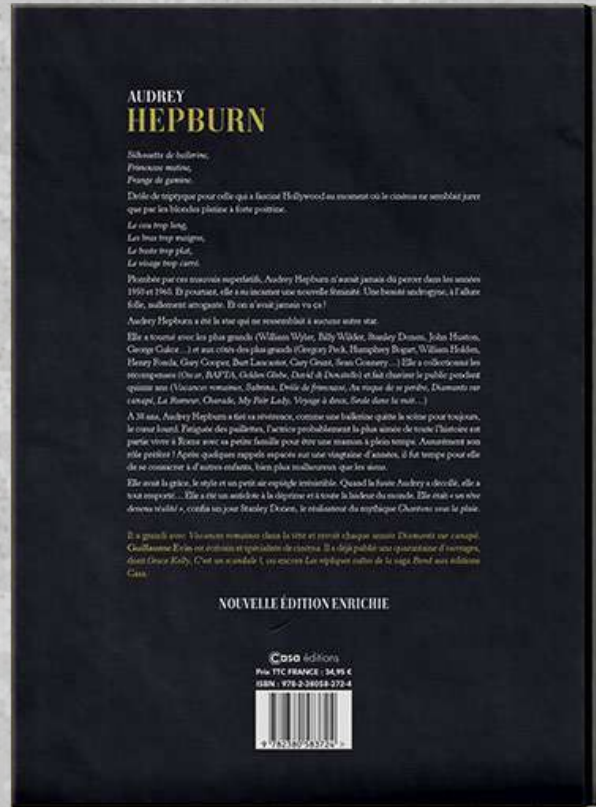 AUDREY
HEPBURN
Silhouette de ballerine,
Frimousse mutine,
Frange de gamine.
Drôle de triptyque pour celle qui a fasciné Hollywood au moment où le cinéma ne semblait jurer
que par les blondes platine à forte poitrine.
Le cou trop long,
Les bras trop maigres,
Le buste trop plat,
Le visage trop carré.
Plombée par ces mauvais superlatifs, Audrey Hepburn n'aurait jamais dû percer dans les années
1950 et 1960. Et pourtant, elle a su incarner une nouvelle féminité. Une beauté androgyne, à l'allure
folle, nullement arrogante. Et on n'avait jamais vu ça !
Audrey Hepburn a été la star qui ne ressemblait à aucune autre star.
Elle a tourné avec les plus grands (William Wyler, Billy Wilder, Stanley Donen, John Huston,
George Cukor…) et aux côtés des plus grands (Gregory Peck, Humphrey Bogart, William Holden,
Henry Fonda, Gary Cooper, Burt Lancaster, Cary Grant, Sean Connery…) Elle a collectionné les
récompenses (Oscar, BAFTA, Golden Globe, David di Donatello) et fait chavirer le public pendant
quinze ans (Vacances romaines, Sabrina, Drôle de frimousse, Au risque de se perdre, Diamants sur
canapé, La Rumeur, Charade, My Fair Lady, Voyage à deux, Seule dans la nuit…)
À 38 ans, Audrey Hepburn a tiré sa révérence, comme une ballerine quitte la scène pour toujours,
le cœur lourd. Fatiguée des paillettes, l'actrice probablement la plus aimée de toute l'histoire est
partie vivre à Rome avec sa petite famille pour être une maman à plein temps. Assurément son
rôle préféré ! Après quelques rappels espacés sur une vingtaine d'années, il fut temps pour elle
de se consacrer à d'autres enfants, bien plus malheureux que les siens.
Elle avait la grâce, le style et un petit air espiègle irrésistible. Quand la fusée Audrey a décollé, elle a
tout emporté… Elle a été un antidote à la déprime et à toute la laideur du monde. Elle était « un rêve
devenu réalité », confia un jour Stanley Donen, le réalisateur du mythique Chantons sous la pluie.
Il a grandi avec Vacances romaines dans la tête et revoit chaque année Diamants sur canapé.
Guillaume Evin est écrivain et spécialiste de cinéma. Il a déjà publié une quarantaine d'ouvrages,
dont Grace Kelly, C'est un scandale !, ou encore Les répliques cultes de la saga Bond aux éditions
Casa.
NOUVELLE ÉDITION ENRICHIE
Casa éditions
Prix TTC FRANCE : 34,95 €
ISBN : 978-2-38058-372-4
9 782380 583724 >